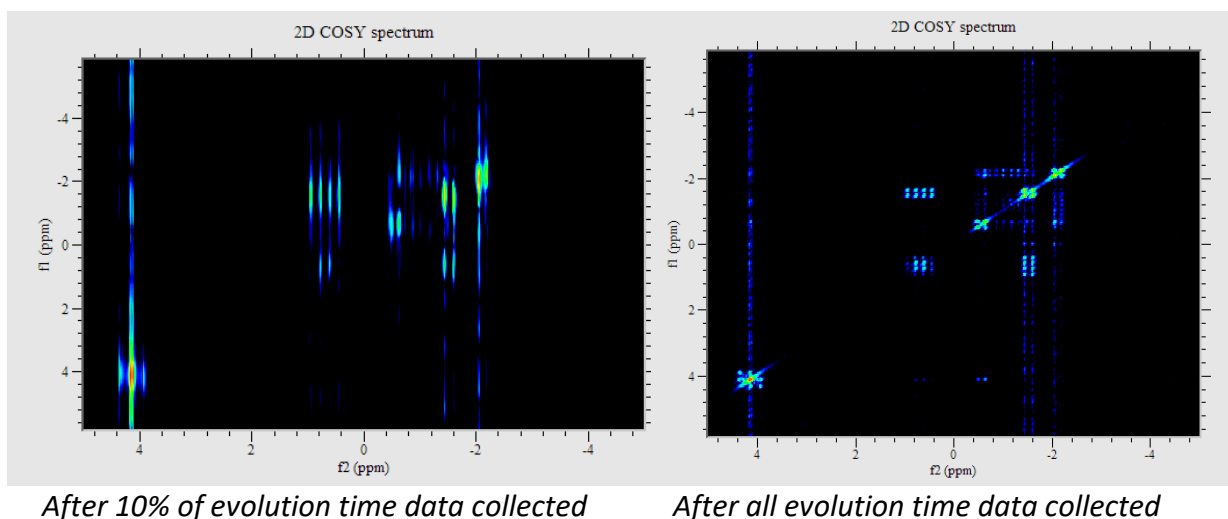 2D COSY spectrum
-4
-2
0
2
4
f1 (ppm)
4
2
0
-2
-4
f2 (ppm)
After 10% of evolution time data collected
2D COSY spectrum
-4
-2
0
2
4
f1 (ppm)
4
2
0
-2
-4
f2 (ppm)
After all evolution time data collected